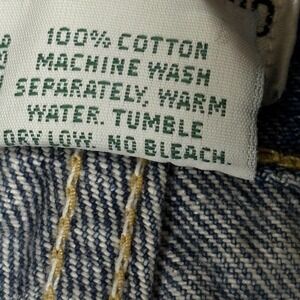 100% COTTON
MACHINE WASH
SEPARATELY, WARM
WATER. TUMBLE
DRY LOW. NO BLEACH.